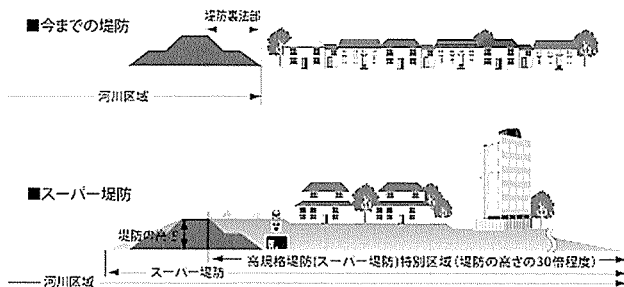 ■今までの堤防
堤防裏法部
河川区域
■スーパー堤防
堤防の高さ
高規格堤防(スーパー堤防)特別区域(堤防の高さの30倍程度)
スーパー堤防
河川区域